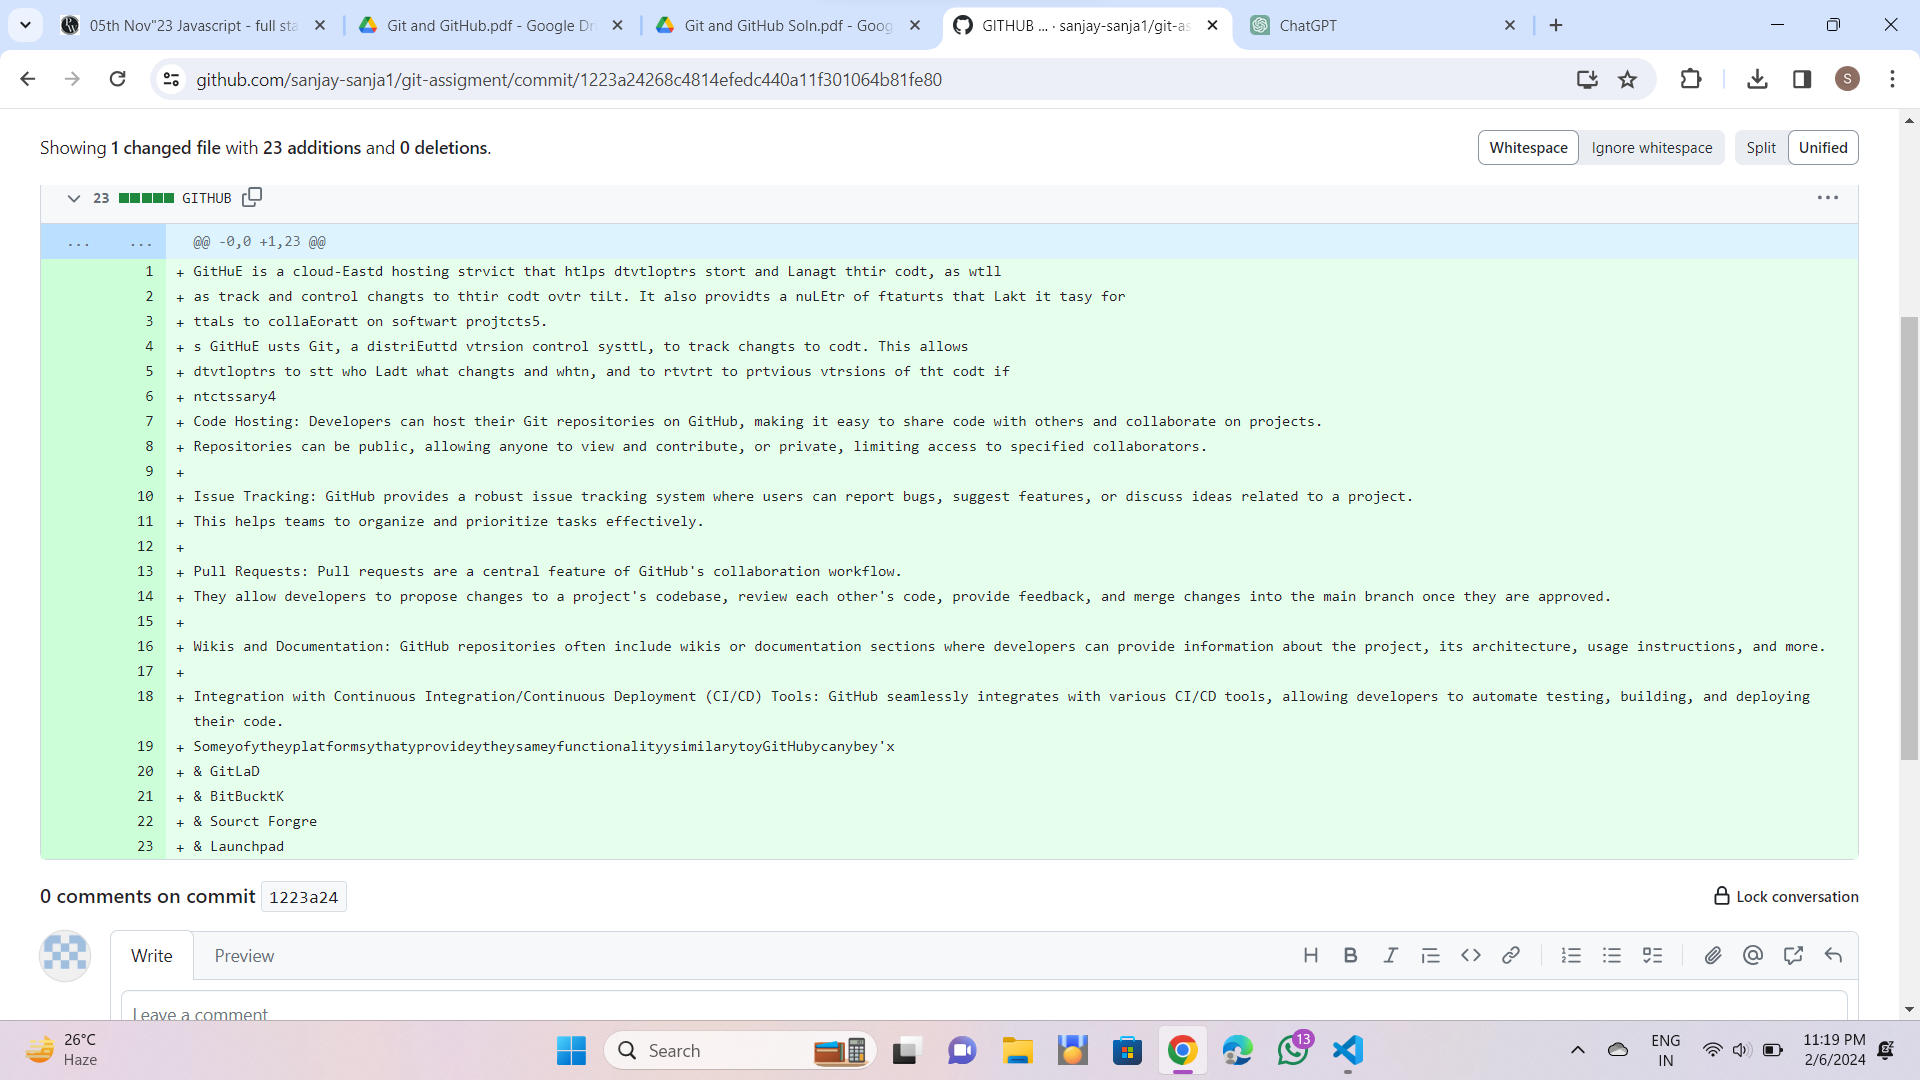 05th Nov"23 Javascript - full sta
Git and GitHub.pdf - Google Dri
Git and GitHub Soln.pdf - Goog
GITHUB ... · sanjay-sanja1/git-as
ChatGPT
github.com/sanjay-sanja1/git-assigment/commit/1223a24268c4814efedc440a11f301064b81fe80
S
Showing 1 changed file with 23 additions and 0 deletions.
Whitespace Ignore whitespace Split Unified
23 GITHUB ...
... ... @@ -0,0 +1,23 @@
1 + GitHuE is a cloud-Eastd hosting strvict that htlps dtvtloptrs stort and Lanagt thtir codt, as wtll
2 + as track and control changts to thtir codt ovtr tiLt. It also providts a nuLEtr of ftaturts that Lakt it tasy for
3 + ttaLs to collaEoratt on softwart projtcts5.
4 + s GitHuE usts Git, a distriEuttd vtrsion control systtL, to track changts to codt. This allows
5 + dtvtloptrs to stt who Ladt what changts and whtn, and to rtvtrt to prtvious vtrsions of tht codt if
6 + ntctssary4
7 + Code Hosting: Developers can host their Git repositories on GitHub, making it easy to share code with others and collaborate on projects.
8 + Repositories can be public, allowing anyone to view and contribute, or private, limiting access to specified collaborators.
9 +
10 + Issue Tracking: GitHub provides a robust issue tracking system where users can report bugs, suggest features, or discuss ideas related to a project.
11 + This helps teams to organize and prioritize tasks effectively.
12 +
13 + Pull Requests: Pull requests are a central feature of GitHub's collaboration workflow.
14 + They allow developers to propose changes to a project's codebase, review each other's code, provide feedback, and merge changes into the main branch once they are approved.
15 +
16 + Wikis and Documentation: GitHub repositories often include wikis or documentation sections where developers can provide information about the project, its architecture, usage instructions, and more.
17 +
18 + Integration with Continuous Integration/Continuous Deployment (CI/CD) Tools: GitHub seamlessly integrates with various CI/CD tools, allowing developers to automate testing, building, and deploying
their code.
19 + SomeyofytheyplatformsythatyprovideytheysameyfunctionalityysimilarytoyGitHubycanybey'x
20 + & GitLaD
21 + & BitBucktK
22 + & Sourct Forgre
23 + & Launchpad
0 comments on commit 1223a24
Lock conversation
Write Preview
Leave a comment
26°C
Haze
Search
13
ENG
IN
11:19 PM
2/6/2024